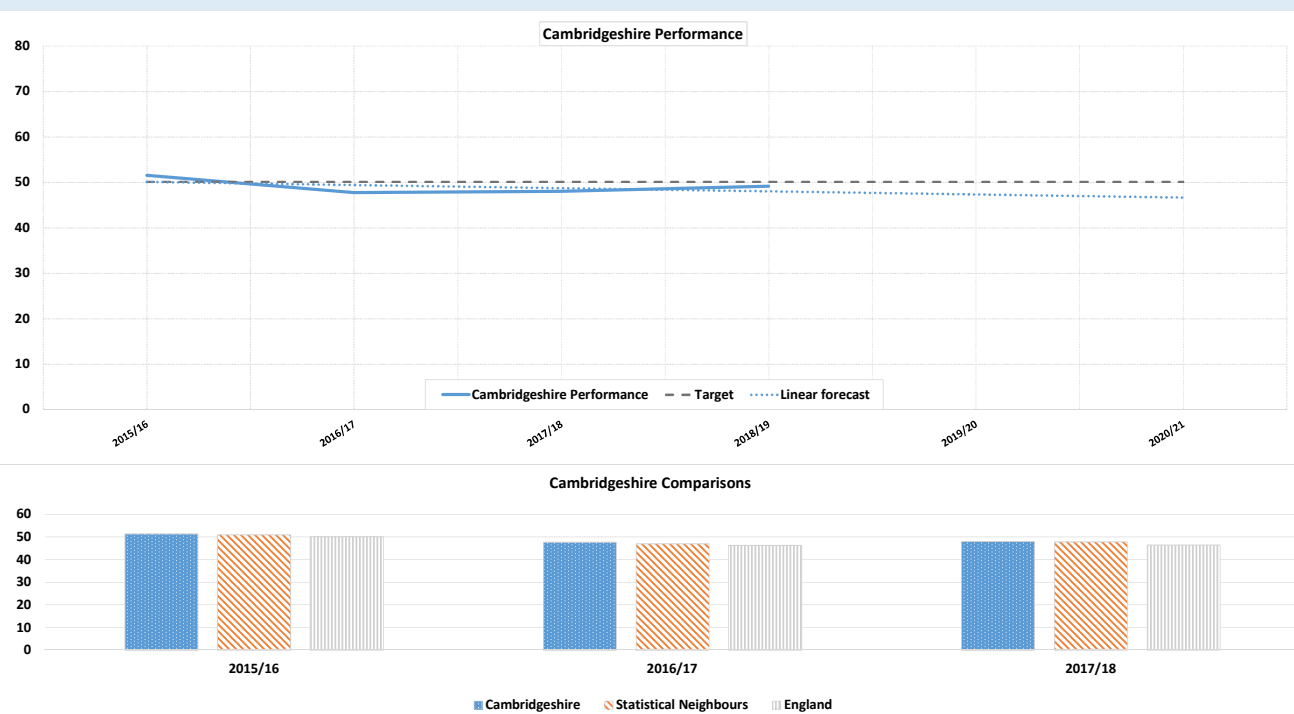 Cambridgeshire Performance
80
70
60
50
40
30
20
10
0
Cambridgeshire Performance Target Linear forecast
2015/16 2016/17 2017/18 2018/19 2019/20 2020/21
Cambridgeshire Comparisons
60
50
40
30
20
10
0
2015/16 2016/17 2017/18
Cambridgeshire Statistical Neighbours England